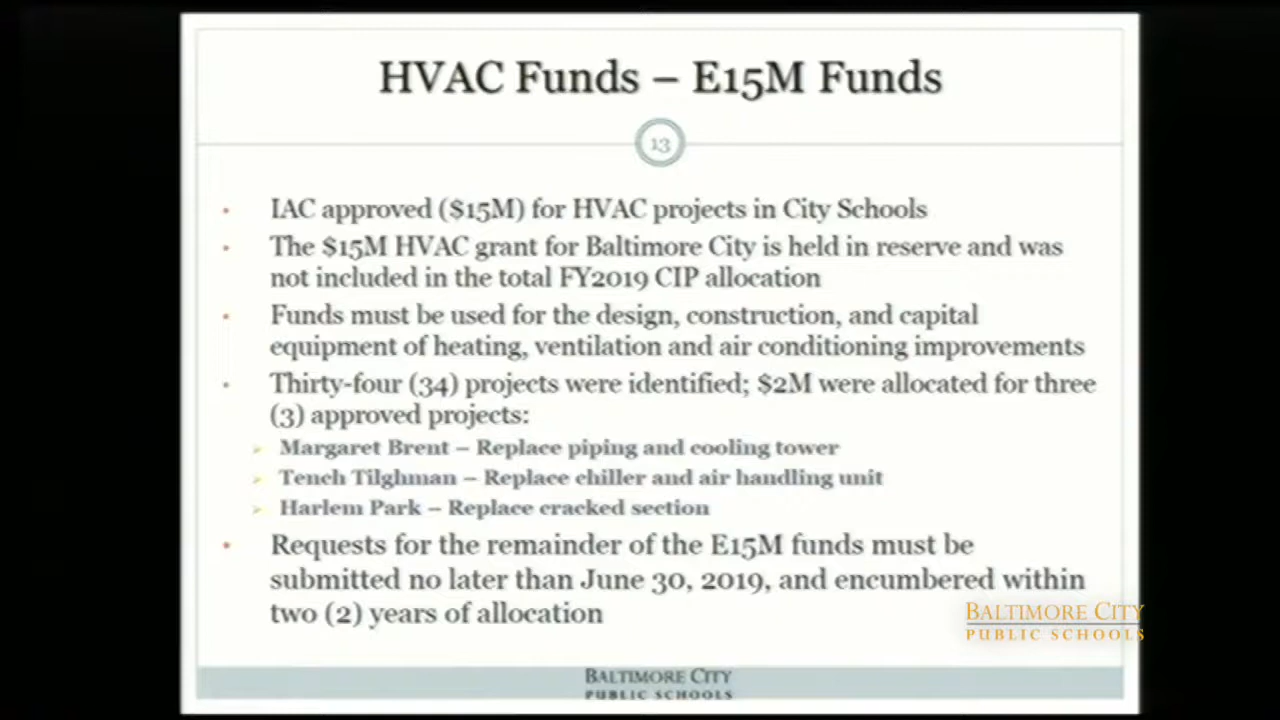 HVAC Funds – E15M Funds
13
• IAC approved ($15M) for HVAC projects in City Schools
• The $15M HVAC grant for Baltimore City is held in reserve and was
not included in the total FY2019 CIP allocation
• Funds must be used for the design, construction, and capital
equipment of heating, ventilation and air conditioning improvements
• Thirty-four (34) projects were identified; $2M were allocated for three
(3) approved projects:
➢ Margaret Brent – Replace piping and cooling tower
➢ Tench Tilghman – Replace chiller and air handling unit
➢ Harlem Park – Replace cracked section
• Requests for the remainder of the E15M funds must be
submitted no later than June 30, 2019, and encumbered within
two (2) years of allocation
BALTIMORE CITY
PUBLIC SCHOOLS
BALTIMORE CITY
PUBLIC SCHOOLS